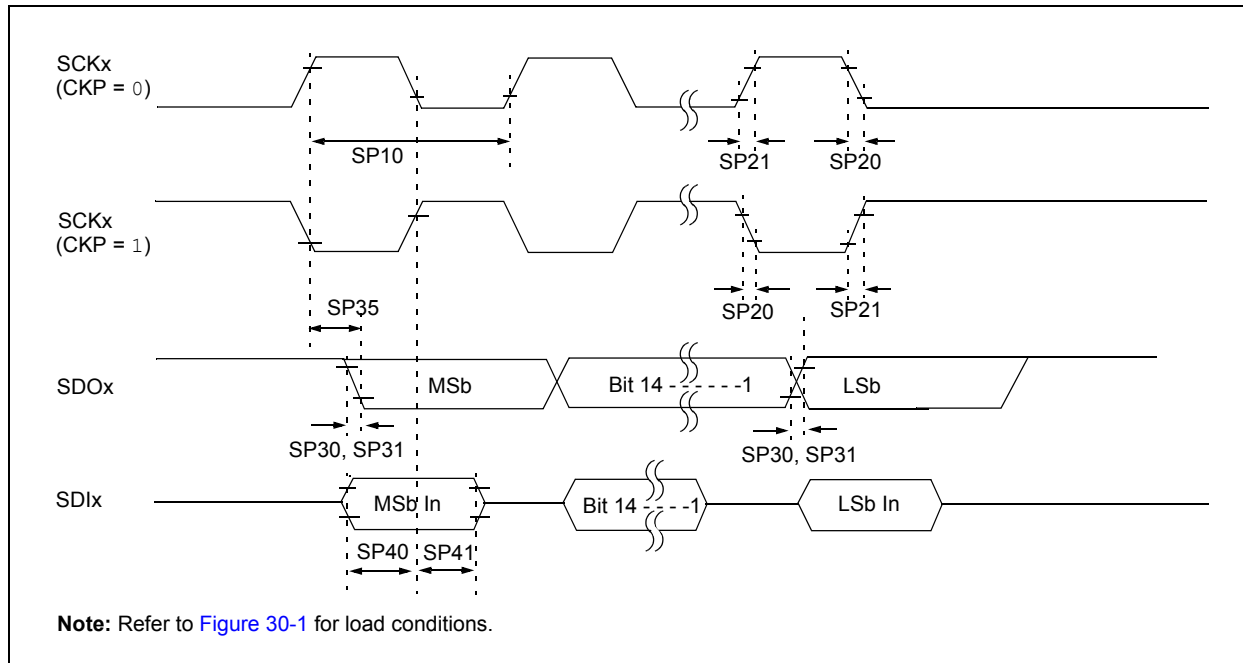 SCKx
(CKP = 0)
SP10
SP21
SP20
SCKx
(CKP = 1)
SP35
SP20
SP21
SDOx
MSb
Bit 14 - - - - - -1
LSb
SP30, SP31
SP30, SP31
SDIx
MSb In
Bit 14 - - - - -1
LSb In
SP40
SP41
Note: Refer to Figure 30-1 for load conditions.